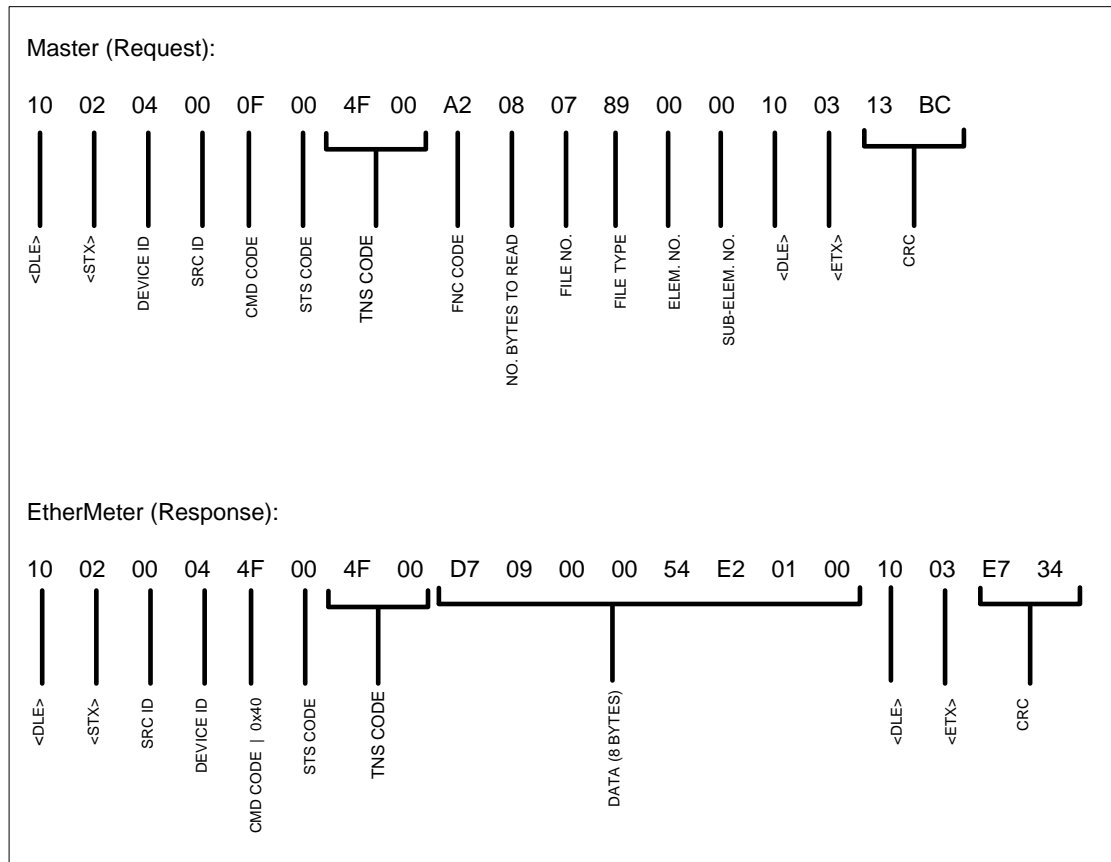 Master (Request):
10 02 04 00 0F 00 4F 00 A2 08 07 89 00 00 10 03 13 BC
<DLE>
<STX>
DEVICE ID
SRC ID
CMD CODE
STS CODE
TNS CODE
FNC CODE
NO. BYTES TO READ
FILE NO.
FILE TYPE
ELEM. NO.
SUB-ELEM. NO.
<DLE>
<ETX>
CRC
EtherMeter (Response):
10 02 00 04 4F 00 4F 00 D7 09 00 00 54 E2 01 00 10 03 E7 34
<DLE>
<STX>
SRC ID
DEVICE ID
CMD CODE | 0x40
STS CODE
TNS CODE
DATA (8 BYTES)
<DLE>
<ETX>
CRC